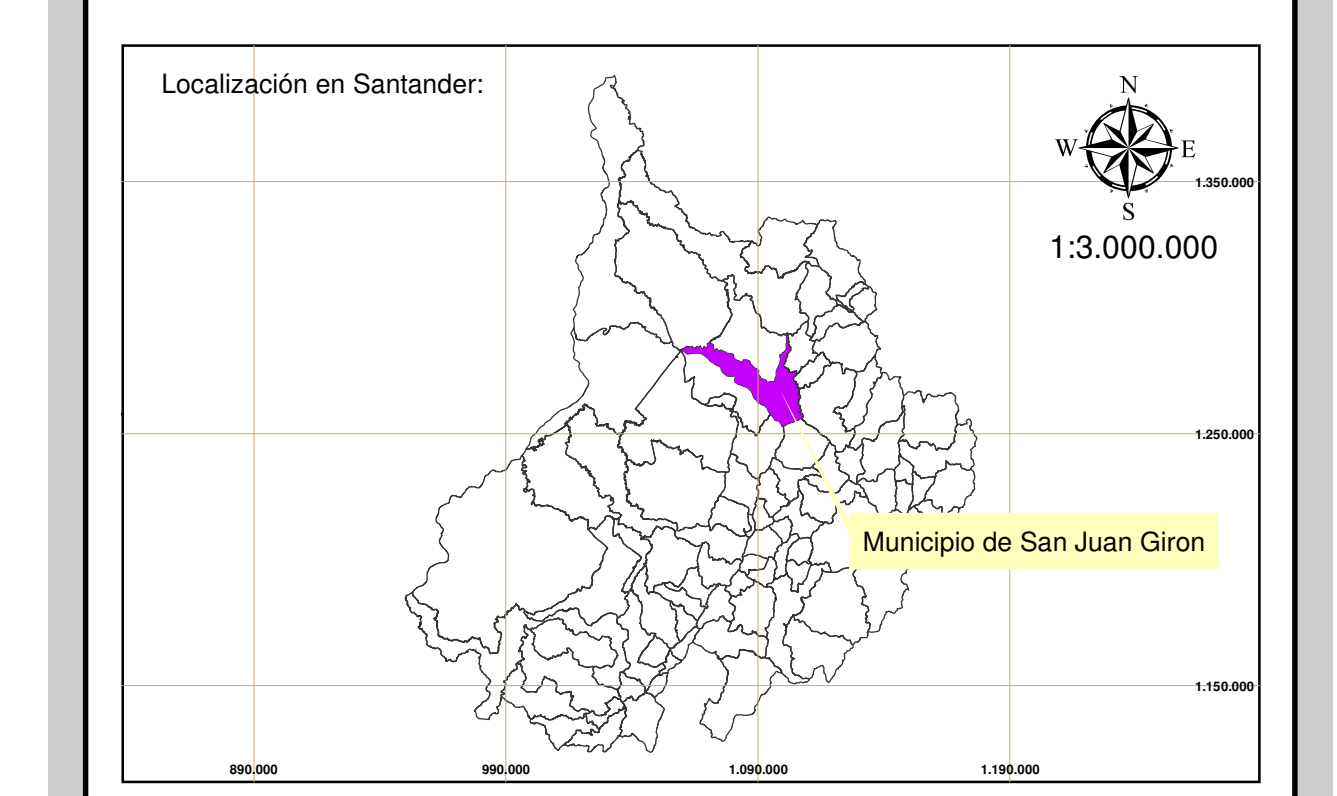 Localización en Santander:
N
W
E
S
1:3.000.000
1.350.000
1.250.000
Municipio de San Juan Giron
1.150.000
890.000
990.000
1.090.000
1.190.000